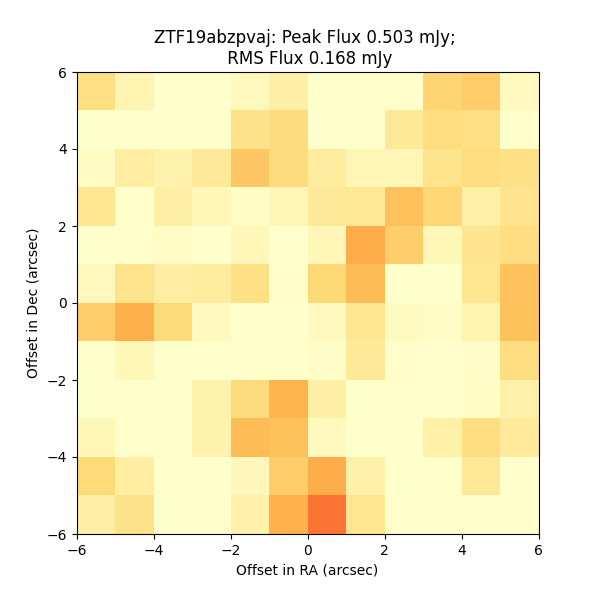 ZTF19abzpvaj: Peak Flux 0.503 mJy;
RMS Flux 0.168 mJy
6
4
2
0
−2
−4
−6
Offset in Dec (arcsec)
−6 −4 −2 0 2 4 6
Offset in RA (arcsec)